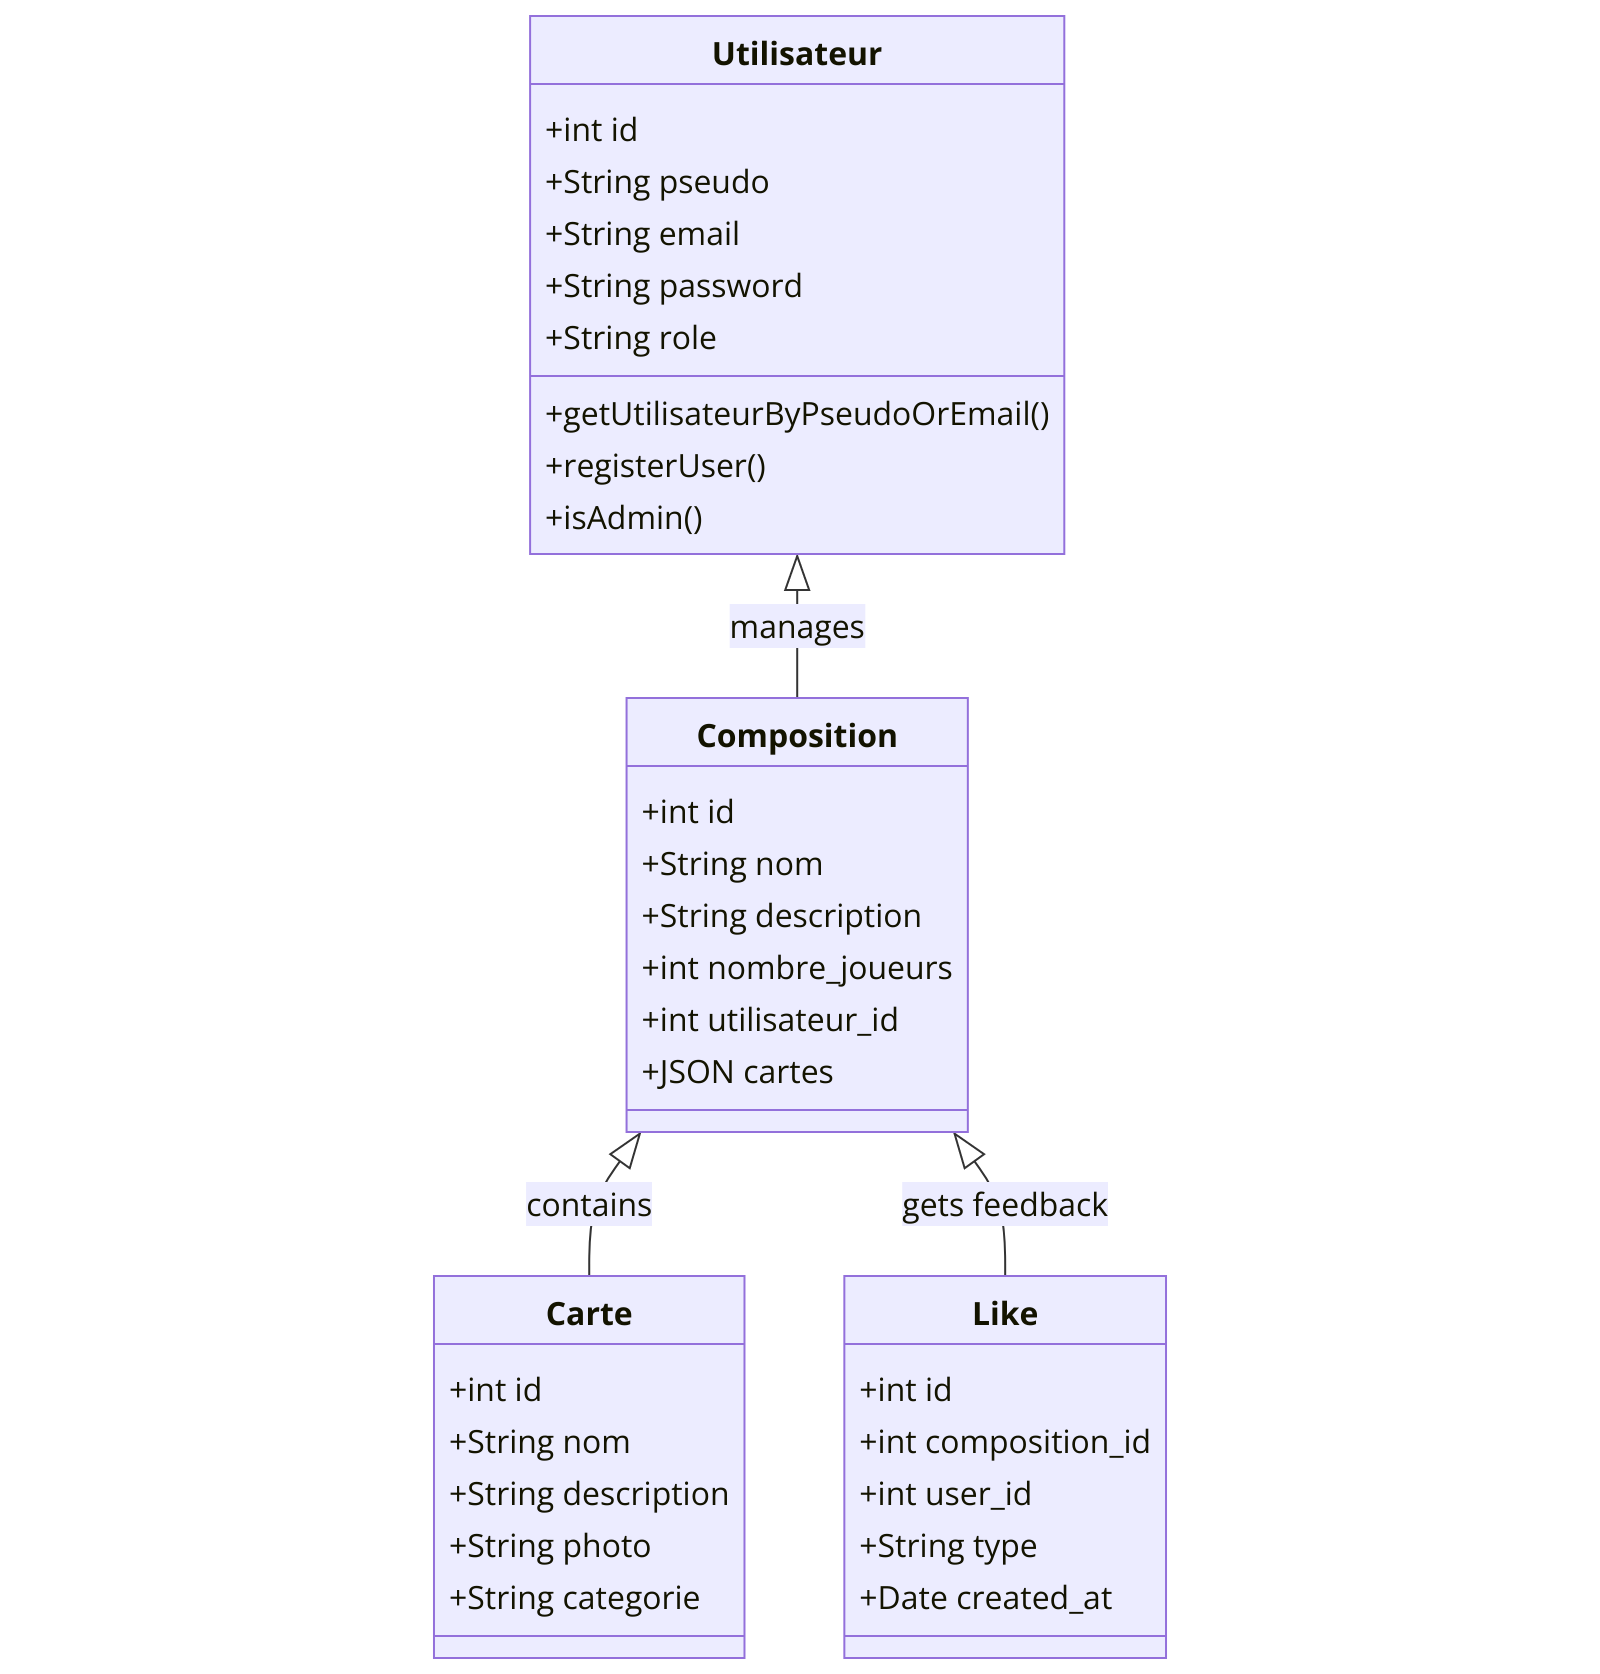 Utilisateur
+int id
+String pseudo
+String email
+String password
+String role
+getUtilisateurByPseudoOrEmail()
+registerUser()
+isAdmin()
manages
Composition
+int id
+String nom
+String description
+int nombre_joueurs
+int utilisateur_id
+JSON cartes
contains
gets feedback
Carte
+int id
+String nom
+String description
+String photo
+String categorie
Like
+int id
+int composition_id
+int user_id
+String type
+Date created_at